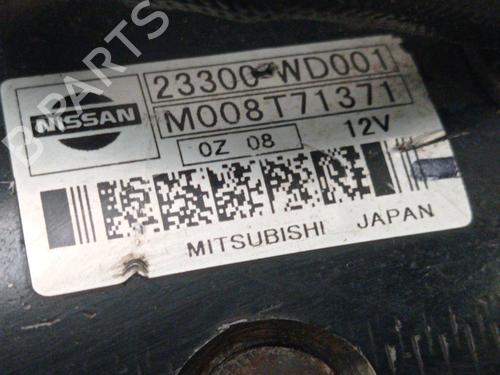 NISSAN
23300-WD001
M008T71371
0Z 08
12V
MITSUBISHI JAPAN
B PARTS